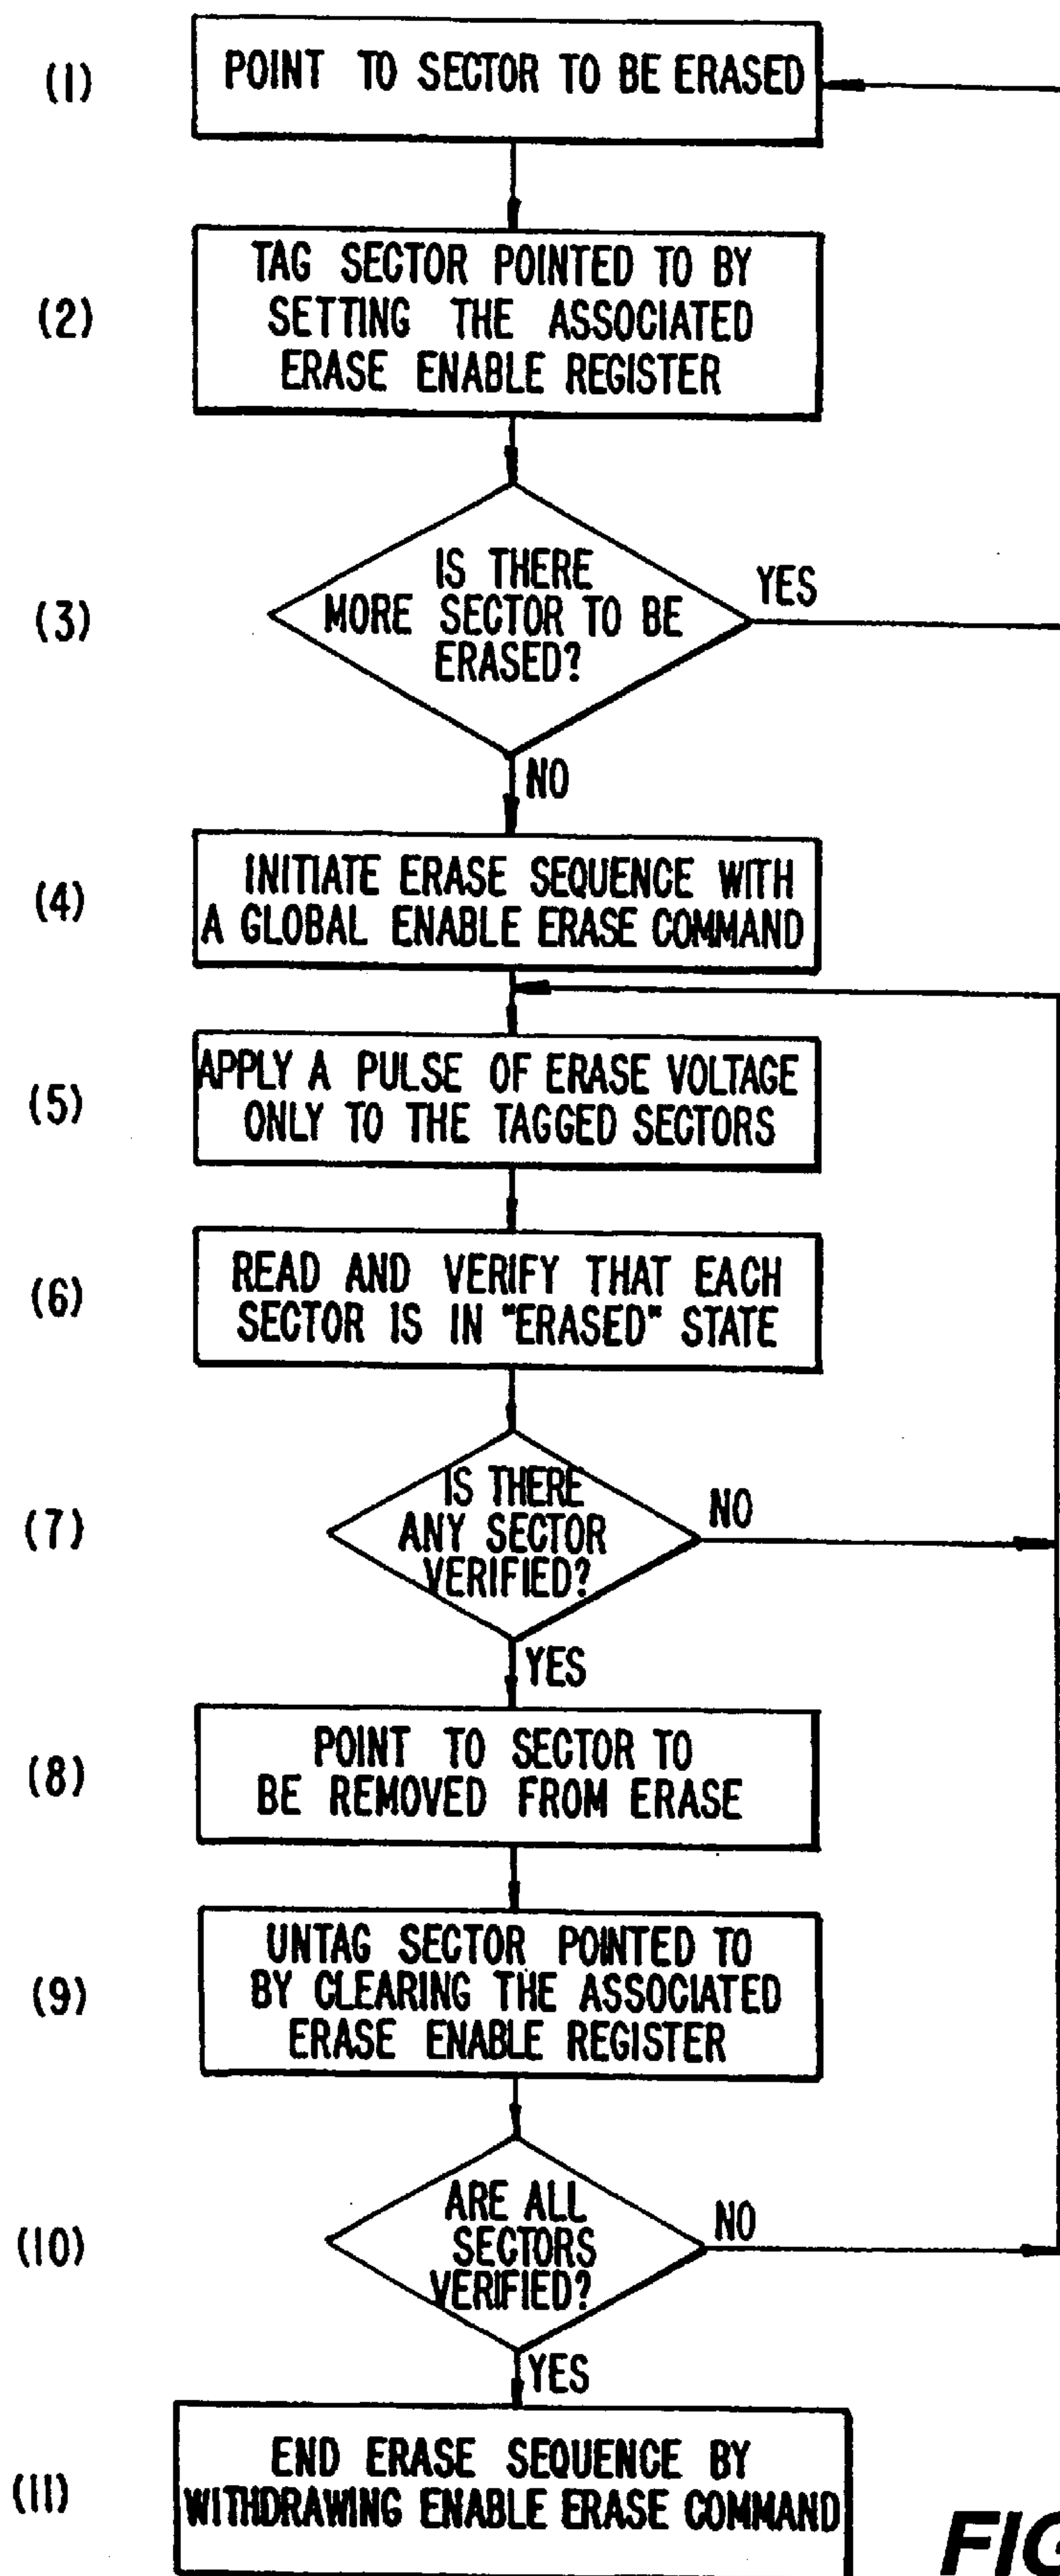 (1)
POINT TO SECTOR TO BE ERASED
(2)
TAG SECTOR POINTED TO BY
SETTING THE ASSOCIATED
ERASE ENABLE REGISTER
(3)
IS THERE
MORE SECTOR TO BE
ERASED?
YES
NO
(4)
INITIATE ERASE SEQUENCE WITH
A GLOBAL ENABLE ERASE COMMAND
(5)
APPLY A PULSE OF ERASE VOLTAGE
ONLY TO THE TAGGED SECTORS
(6)
READ AND VERIFY THAT EACH
SECTOR IS IN "ERASED" STATE
(7)
IS THERE
ANY SECTOR
VERIFIED?
NO
YES
(8)
POINT TO SECTOR TO
BE REMOVED FROM ERASE
(9)
UNTAG SECTOR POINTED TO
BY CLEARING THE ASSOCIATED
ERASE ENABLE REGISTER
(10)
ARE ALL
SECTORS
VERIFIED?
NO
YES
(11)
END ERASE SEQUENCE BY
WITHDRAWING ENABLE ERASE COMMAND
FIG